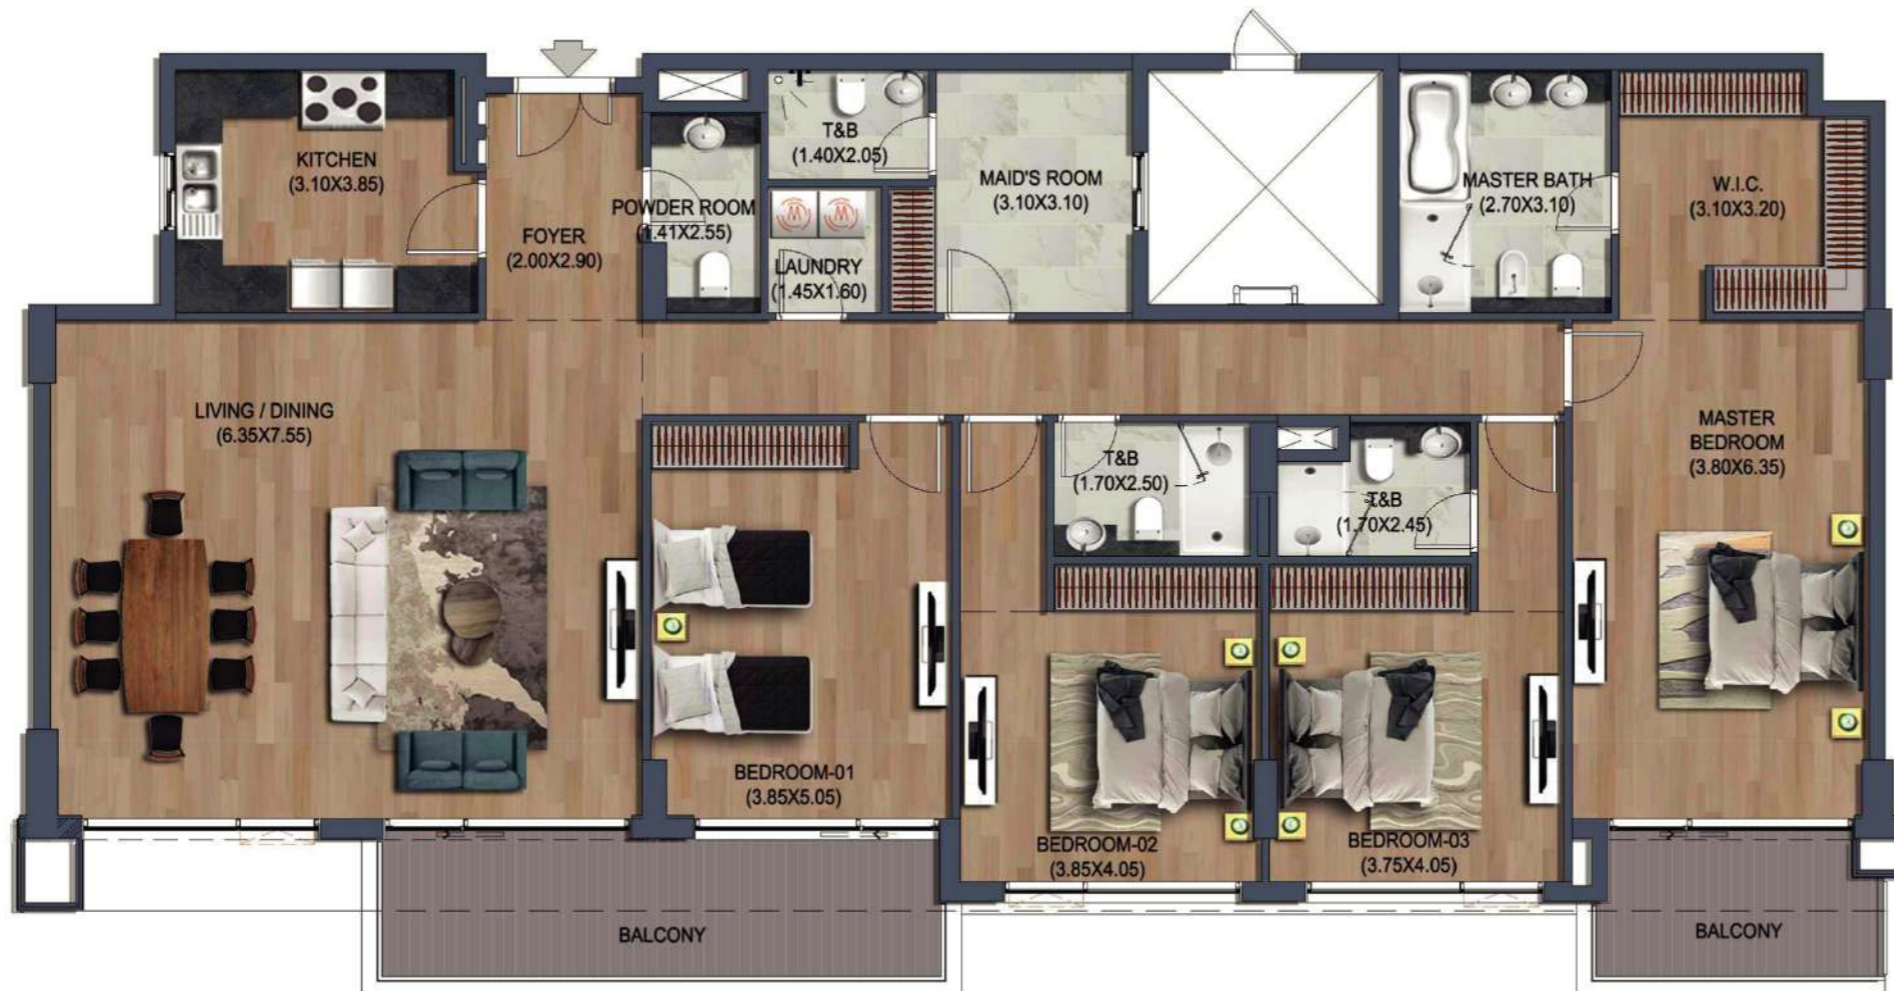 KITCHEN
(3.10X3.85)
FOYER
(2.00X2.90)
POWDER ROOM
(1.41X2.55)
T&B
(1.40X2.05)
LAUNDRY
(1.45X1.60)
MAID'S ROOM
(3.10X3.10)
MASTER BATH
(2.70X3.10)
W.I.C.
(3.10X3.20)
LIVING / DINING
(6.35X7.55)
T&B
(1.70X2.50)
T&B
(1.70X2.45)
MASTER
BEDROOM
(3.80X6.35)
BEDROOM-01
(3.85X5.05)
BEDROOM-02
(3.85X4.05)
BEDROOM-03
(3.75X4.05)
BALCONY
BALCONY